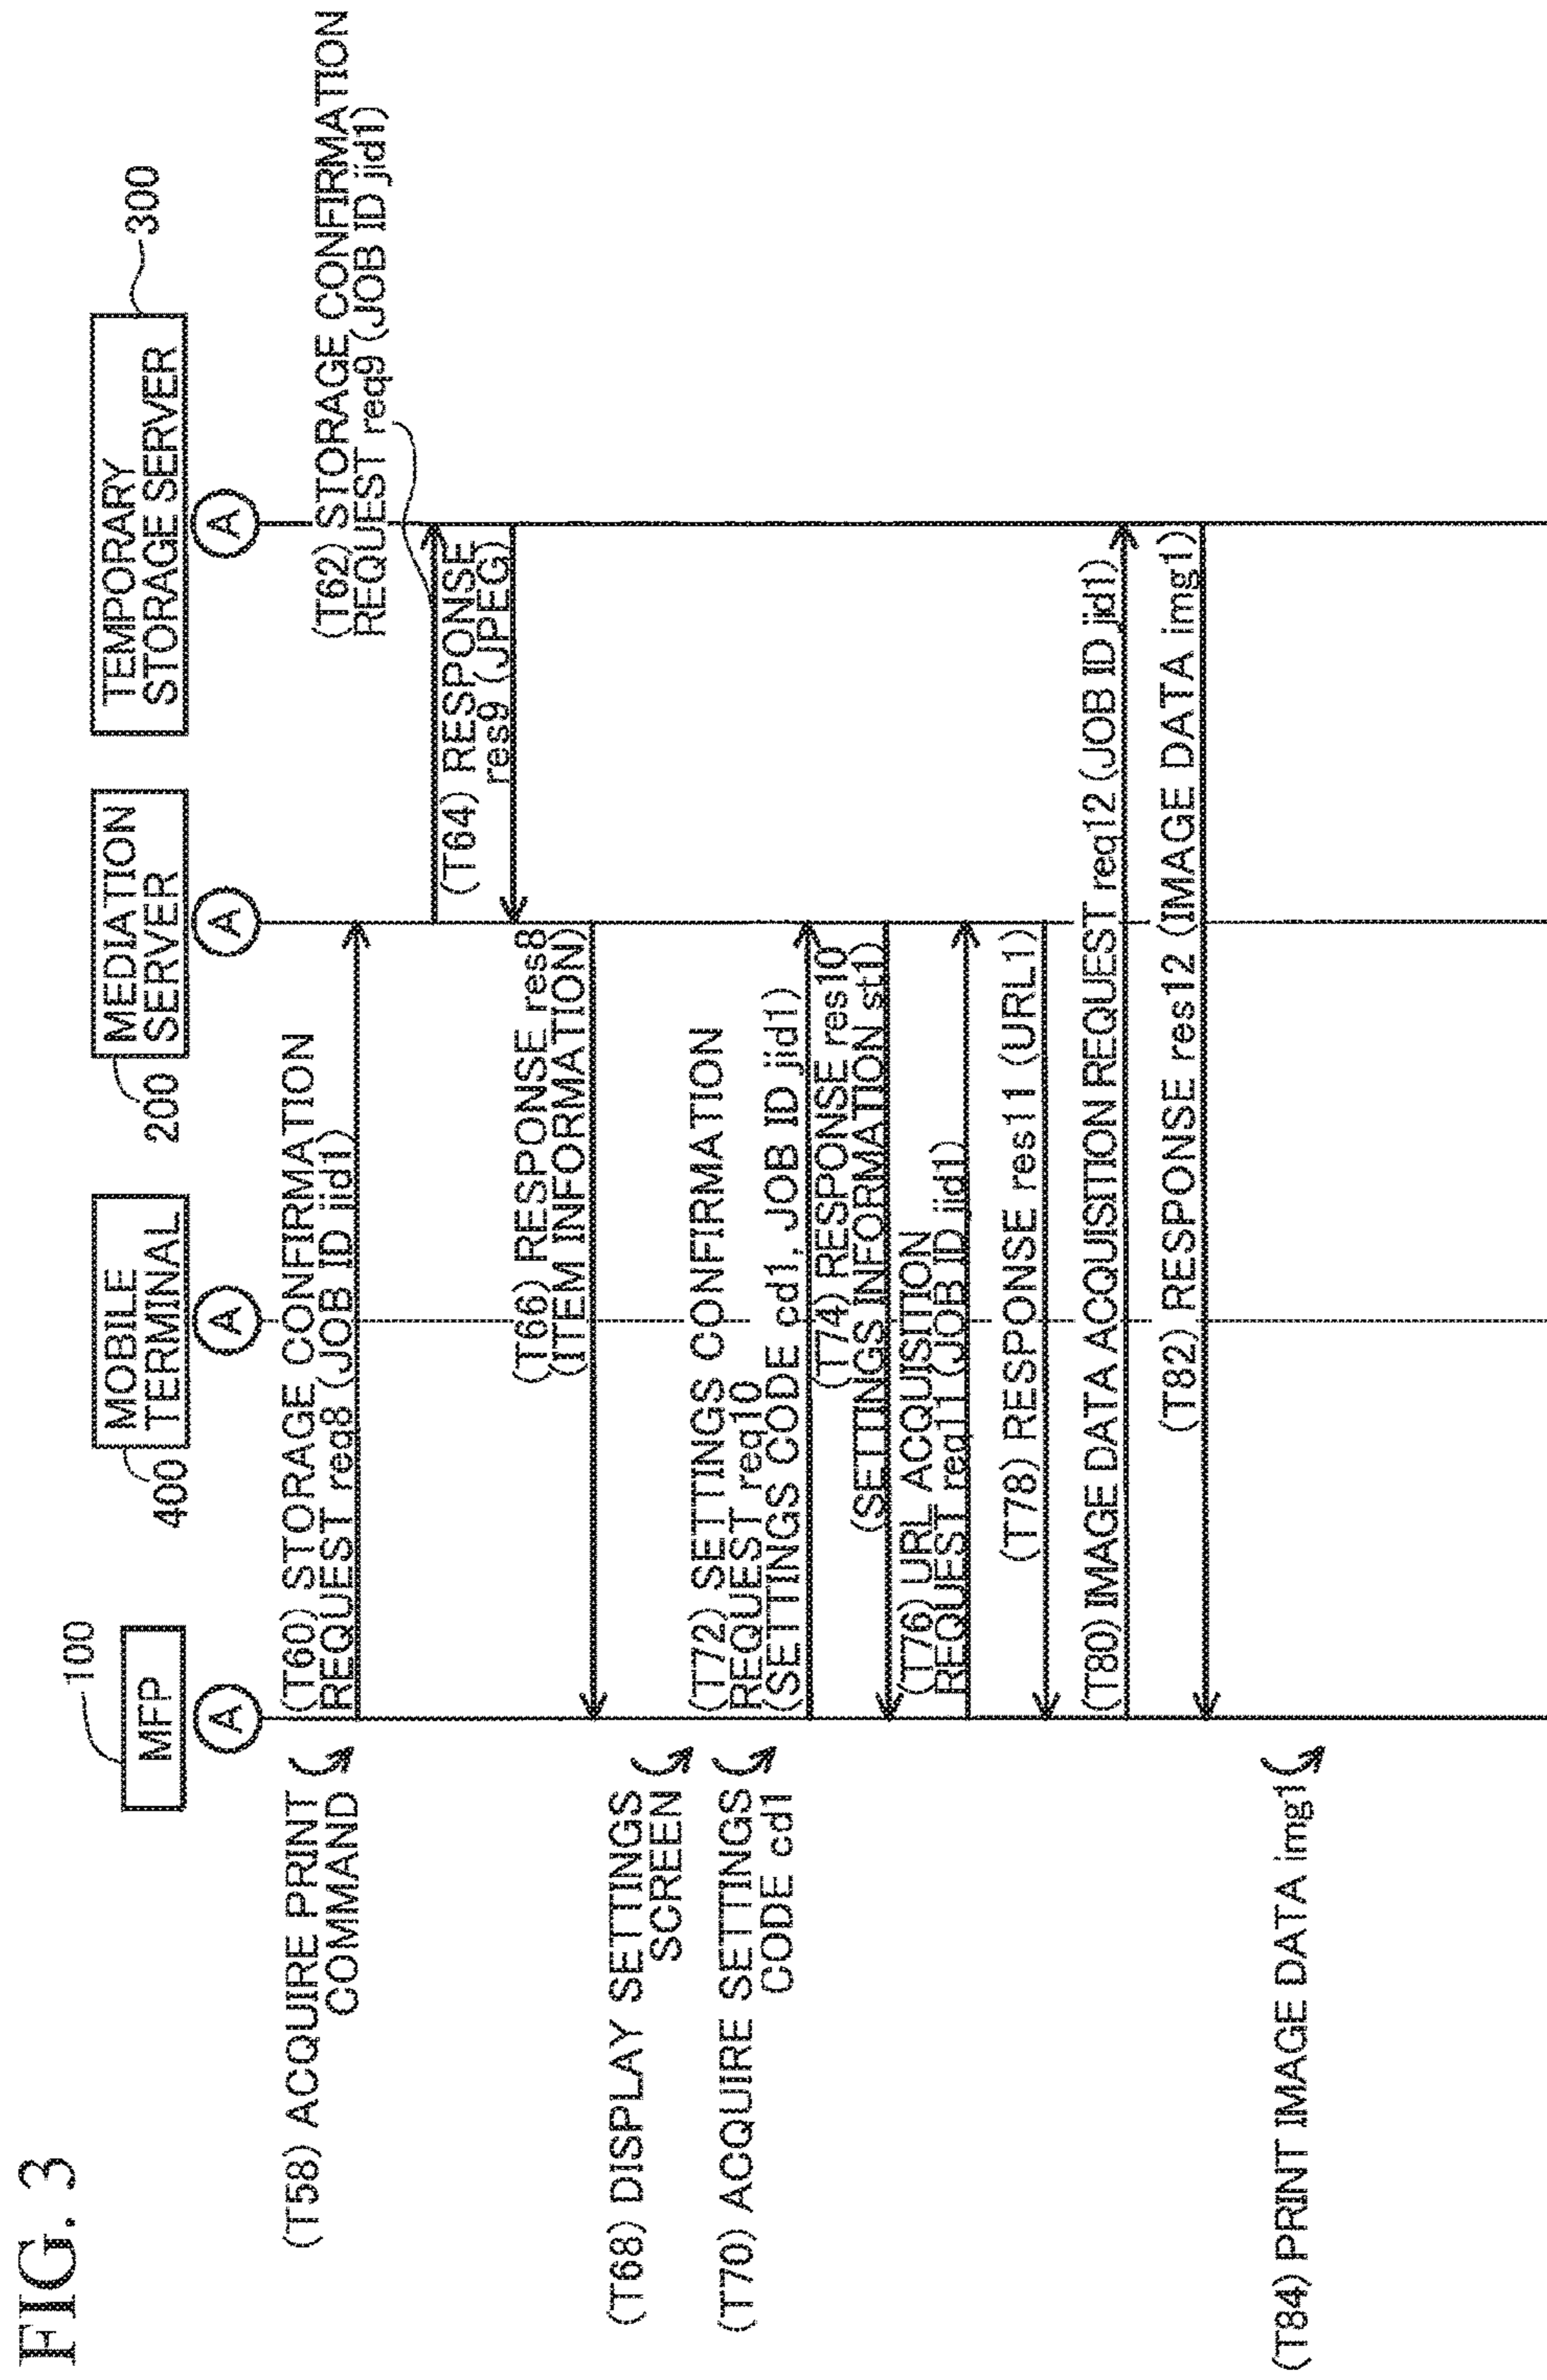 FIG. 3
100
MFP
400
MOBILE
TERMINAL
200
MEDIATION
SERVER
TEMPORARY
STORAGE SERVER
300
A
A
A
A
(T58) ACQUIRE PRINT
COMMAND
(T60) STORAGE CONFIRMATION
REQUEST req8 (JOB ID jid1)
(T62) STORAGE CONFIRMATION
REQUEST req9 (JOB ID jid1)
(T64) RESPONSE
res9 (JPEG)
(T66) RESPONSE res8
(ITEM INFORMATION)
(T68) DISPLAY SETTINGS
SCREEN
(T70) ACQUIRE SETTINGS
CODE cd1
(T72) SETTINGS CONFIRMATION
REQUEST req10
(SETTINGS CODE cd1, JOB ID jid1)
(T74) RESPONSE res10
(SETTINGS INFORMATION st1)
(T76) URL ACQUISITION
REQUEST req11 (JOB ID jid1)
(T78) RESPONSE res11 (URL1)
(T80) IMAGE DATA ACQUISITION REQUEST req12 (JOB ID jid1)
(T82) RESPONSE res12 (IMAGE DATA img1)
(T84) PRINT IMAGE DATA img1